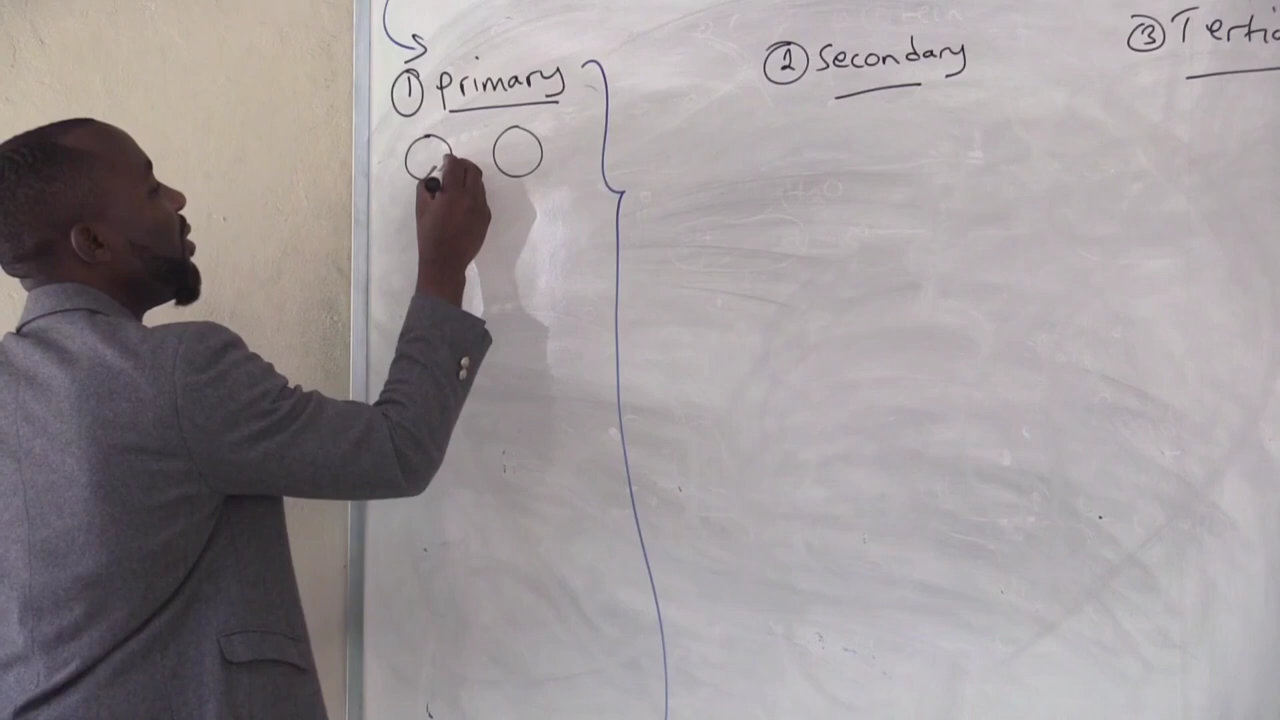 ① primary
② Secondary
③ Tertia